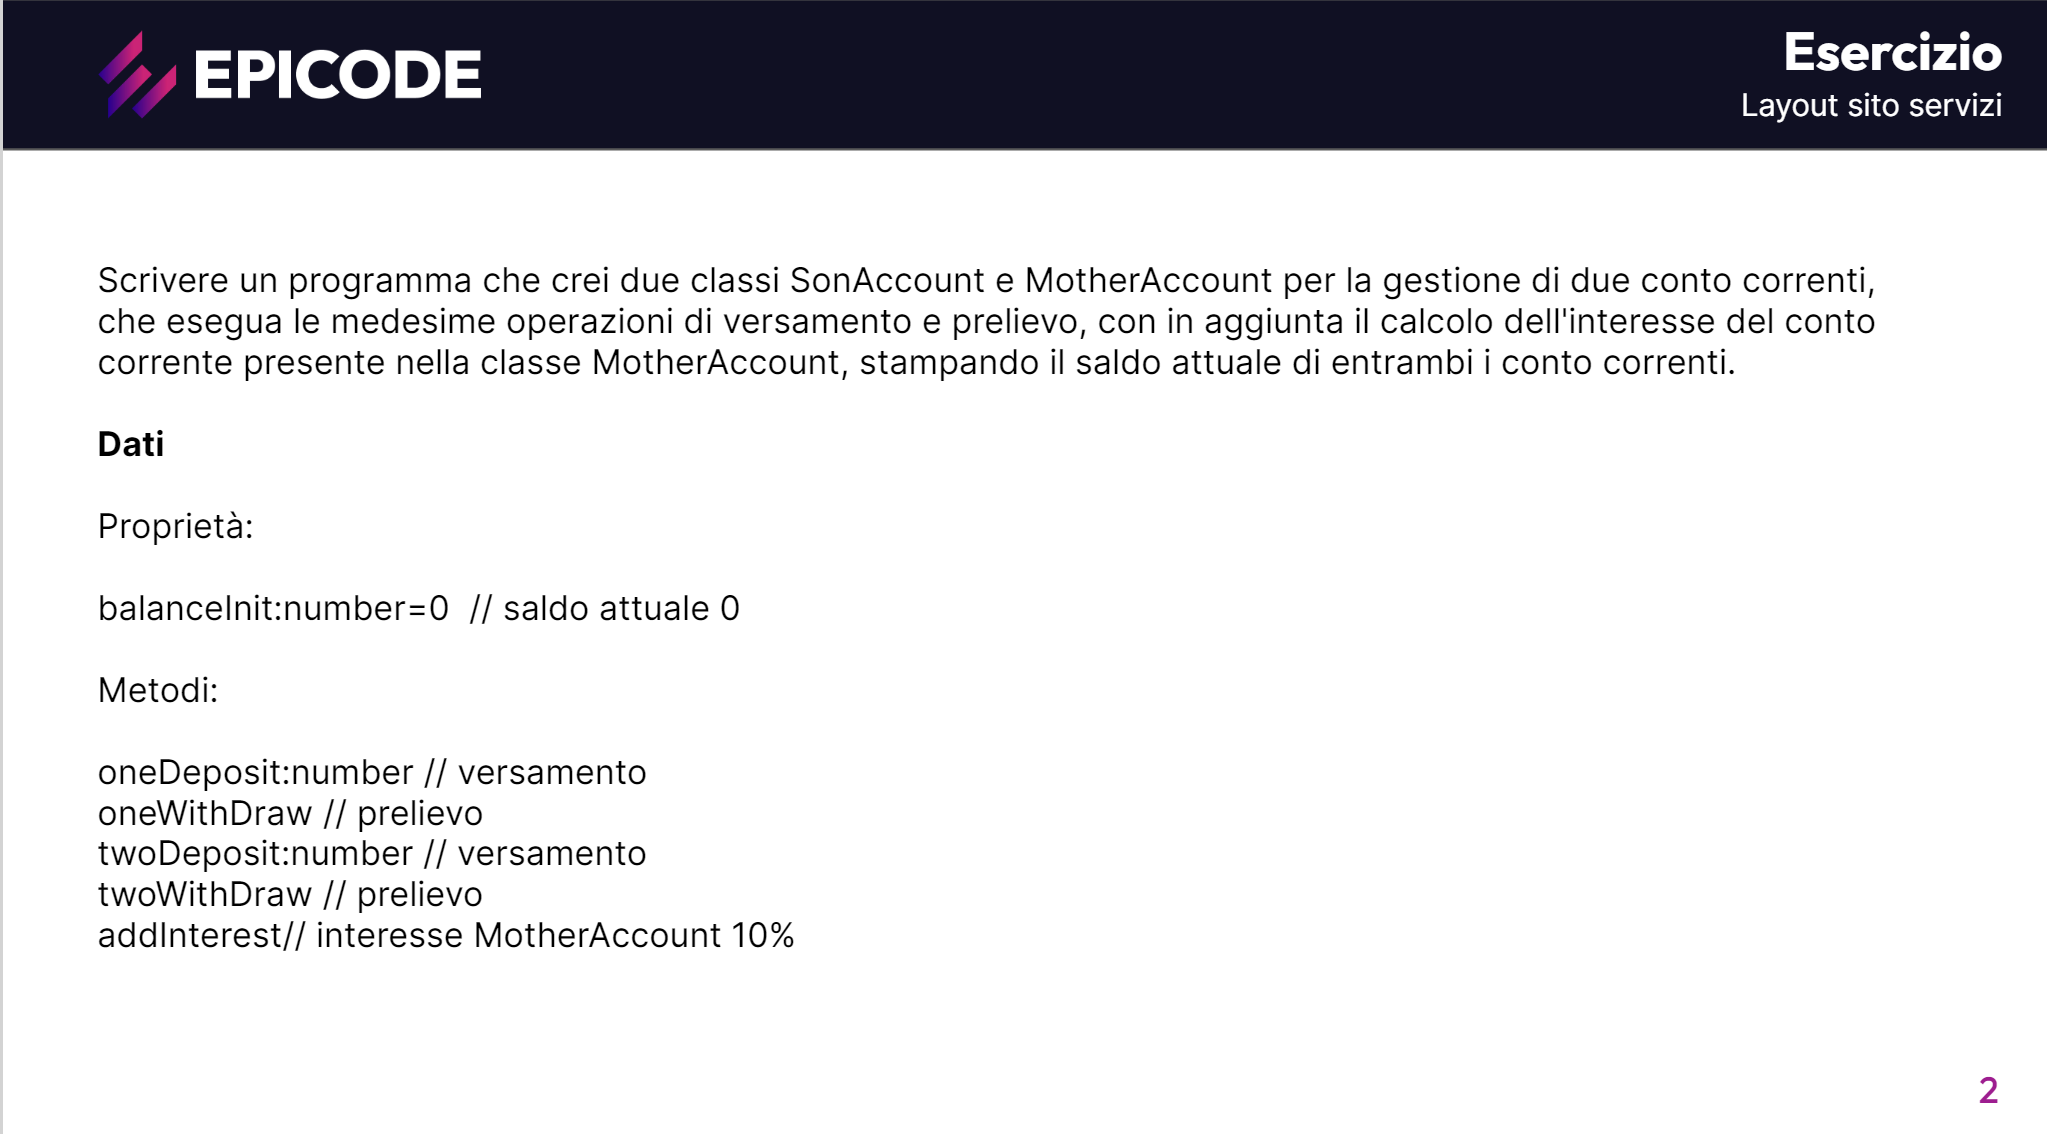 EPICODE
Esercizio
Layout sito servizi
Scrivere un programma che crei due classi SonAccount e MotherAccount per la gestione di due conto correnti,
che esegua le medesime operazioni di versamento e prelievo, con in aggiunta il calcolo dell'interesse del conto
corrente presente nella classe MotherAccount, stampando il saldo attuale di entrambi i conto correnti.
Dati
Proprietà:
balanceInit:number=0  // saldo attuale 0
Metodi:
oneDeposit:number // versamento
oneWithDraw // prelievo
twoDeposit:number // versamento
twoWithDraw // prelievo
addInterest// interesse MotherAccount 10%
2